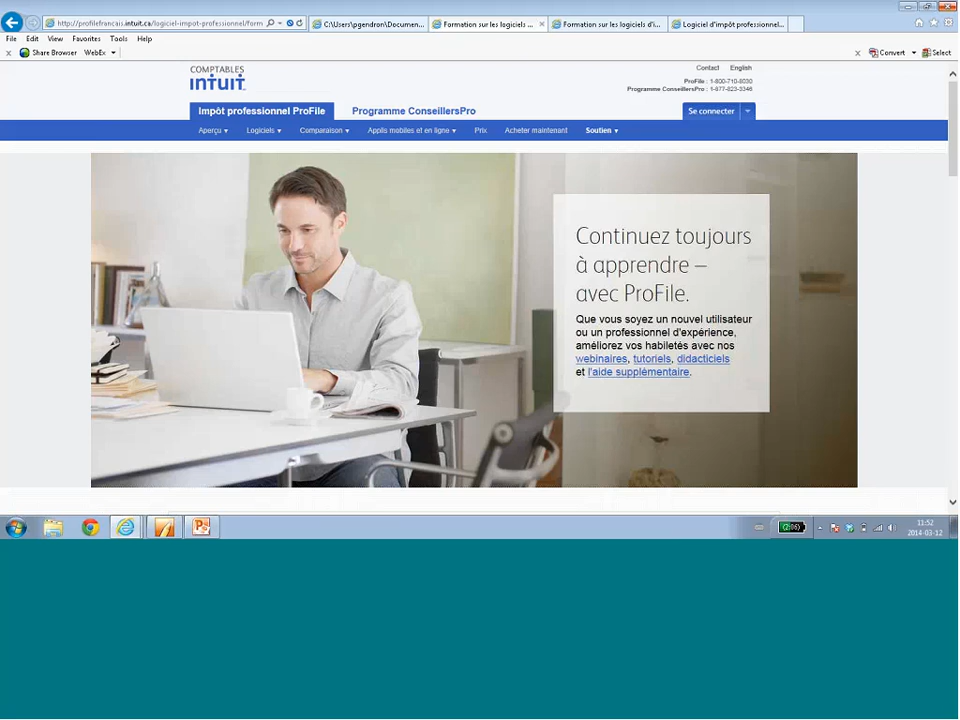 http://profilefrancais.intuit.ca/logiciel-impot-professionnel/form
C:\Users\pgendron\Documen...
Formation sur les logiciels ...
Formation sur les logiciels d'i...
Logiciel d'impôt professionnel...
File Edit View Favorites Tools Help
Share Browser WebEx
Convert Select
COMPTABLES
intuit
Contact English
ProFile : 1-800-710-8030
Programme ConseillersPro : 1-877-823-3346
Impôt professionnel ProFile Programme ConseillersPro Se connecter
Aperçu Logiciels Comparaison Applis mobiles et en ligne Prix Acheter maintenant Soutien
Continuez toujours
à apprendre –
avec ProFile.
Que vous soyez un nouvel utilisateur
ou un professionnel d'expérience,
améliorez vos habiletés avec nos
webinaires, tutoriels, didacticiels
et l'aide supplémentaire.
(2:06)
11:52
2014-03-12